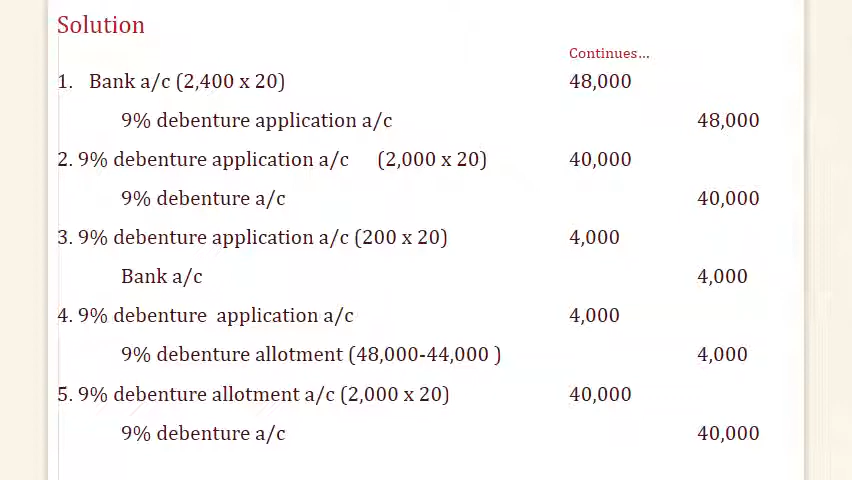 Solution
Continues...
1. Bank a/c (2,400 x 20) 48,000
9% debenture application a/c 48,000
2. 9% debenture application a/c (2,000 x 20) 40,000
9% debenture a/c 40,000
3. 9% debenture application a/c (200 x 20) 4,000
Bank a/c 4,000
4. 9% debenture application a/c 4,000
9% debenture allotment (48,000-44,000 ) 4,000
5. 9% debenture allotment a/c (2,000 x 20) 40,000
9% debenture a/c 40,000